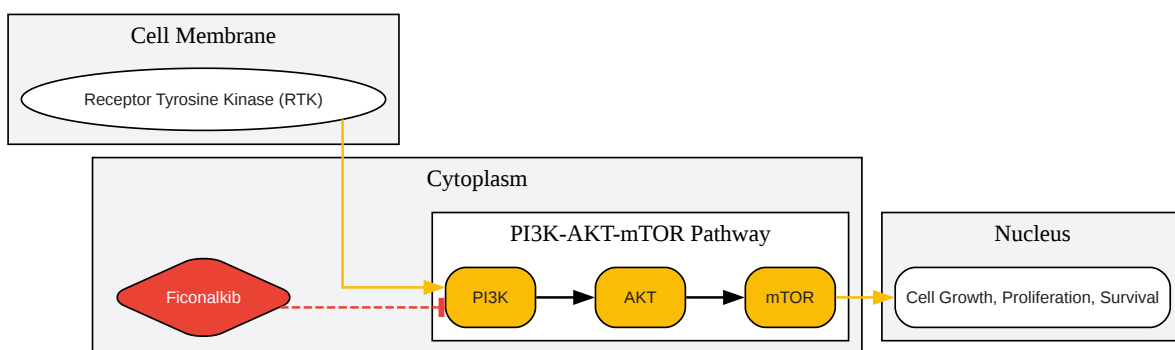 Cell Membrane
Receptor Tyrosine Kinase (RTK)
Cytoplasm
PI3K-AKT-mTOR Pathway
Nucleus
Ficonalkib
PI3K
AKT
mTOR
Cell Growth, Proliferation, Survival